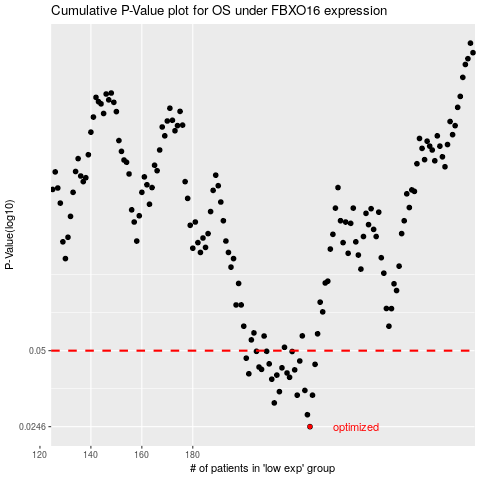 Cumulative P-Value plot for OS under FBXO16 expression
P-Value(log10)
0.05
0.0246
optimized
120 140 160 180
# of patients in 'low exp' group